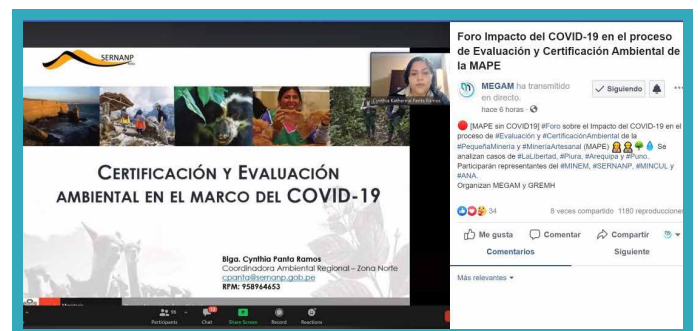 SERNANP
Cynthia Katherine Panta Ramos
CERTIFICACIÓN Y EVALUACIÓN
AMBIENTAL EN EL MARCO DEL COVID-19
Blga. Cynthia Panta Ramos
Coordinadora Ambiental Regional – Zona Norte
cpanta@sernanp.gob.pe
RPM: 958964653
Participants
Chat
Share Screen
Record
Reactions
Foro Impacto del COVID-19 en el proceso
de Evaluación y Certificación Ambiental de
la MAPE
MEGAM ha transmitido
en directo.
hace 6 horas
Siguiendo
[MAPE sin COVID19] #Foro sobre el Impacto del COVID-19 en el
proceso de #Evaluación y #CertificaciónAmbiental de la
#PequeñaMinería y #MineríaArtesanal (MAPE) Se
analizan casos de #LaLibertad, #Piura, #Arequipa y #Puno.
Participarán representantes del #MINEM, #SERNANP, #MINCUL y
#ANA.
Organizan MEGAM y GREMH
34
8 veces compartido 1180 reproducciones
Me gusta
Comentar
Compartir
Comentarios
Siguiente
Más relevantes